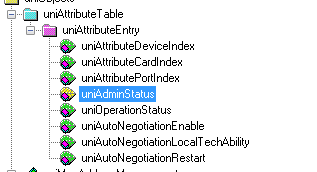 uniAttributeTable
uniAttributeEntry
uniAttributeDeviceIndex
uniAttributeCardIndex
uniAttributePortIndex
uniAdminStatus
uniOperationStatus
uniAutoNegotiationEnable
uniAutoNegotiationLocalTechAbility
uniAutoNegotiationRestart